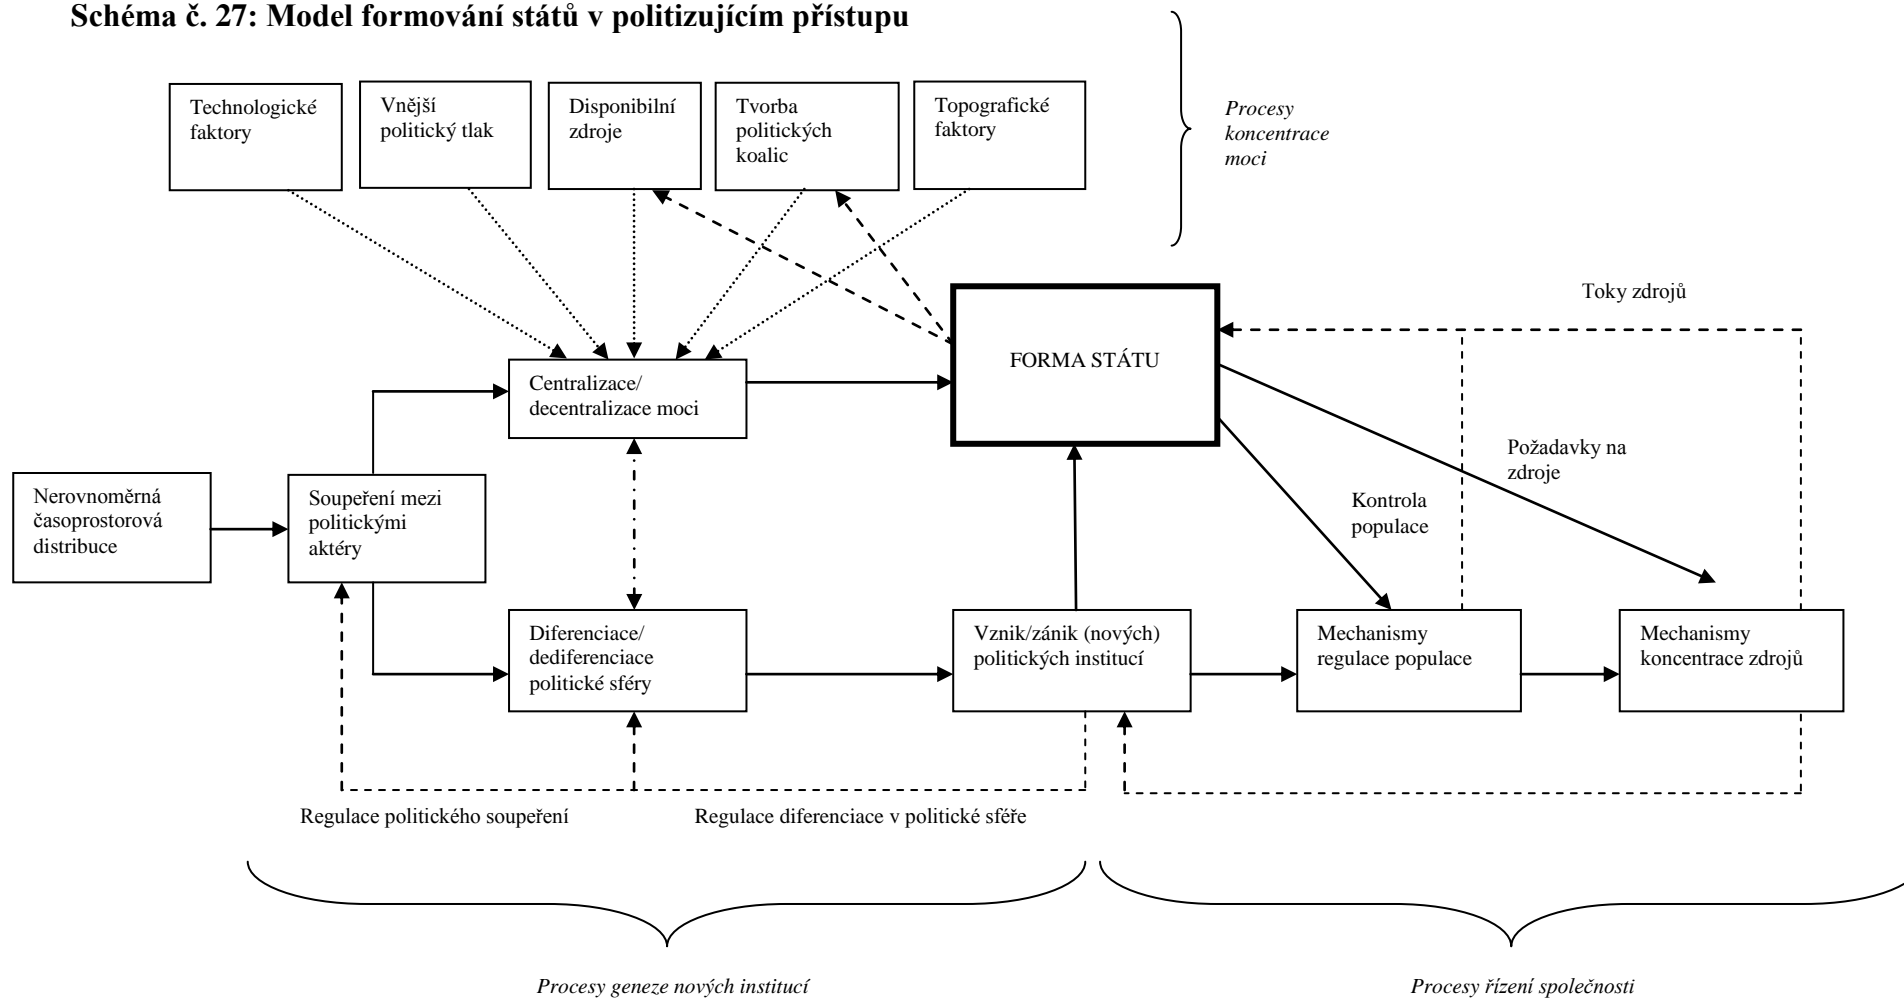 Schéma č. 27: Model formování států v politizujícím přístupu
Technologické
faktory
Vnější
politický tlak
Disponibilní
zdroje
Tvorba
politických
koalic
Topografické
faktory
Procesy
koncentrace
moci
Toky zdrojů
FORMA STÁTU
Centralizace/
decentralizace moci
Požadavky na
zdroje
Kontrola
populace
Nerovnoměrná
časoprostorová
distribuce
Soupeření mezi
politickými
aktéry
Diferenciace/
dediferenciace
politické sféry
Vznik/zánik (nových)
politických institucí
Mechanismy
regulace populace
Mechanismy
koncentrace zdrojů
Regulace politického soupeření
Regulace diferenciace v politické sféře
Procesy geneze nových institucí
Procesy řízení společnosti